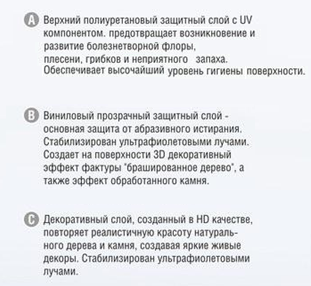 A Верхний полиуретановый защитный слой с UV
компонентом. предотвращает возникновение и
развитие болезнетворной флоры,
плесени, грибков и неприятного запаха.
Обеспечивает высочайший уровень гигиены поверхности.
B Виниловый прозрачный защитный слой -
основная защита от абразивного истирания.
Стабилизирован ультрафиолетовыми лучами.
Создает на поверхности 3D декоративный
эффект фактуры "брашированное дерево", а
также эффект обработанного камня.
C Декоративный слой, созданный в HD качестве,
повторяет реалистичную красоту натураль-
ного дерева и камня, создавая яркие живые
декоры. Стабилизирован ультрафиолетовыми
лучами.